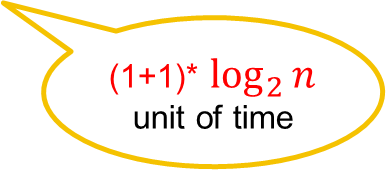 (1+1)* log₂ n
unit of time